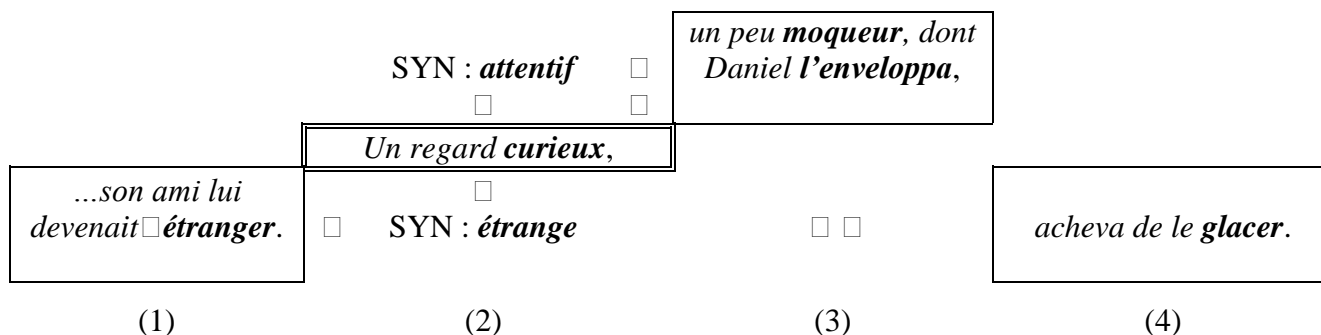 un peu moqueur, dont
SYN : attentif □ Daniel l'enveloppa,
□ □
Un regard curieux,
...son ami lui □
devenait□étranger. □ SYN : étrange □ □ acheva de le glacer.
(1) (2) (3) (4)